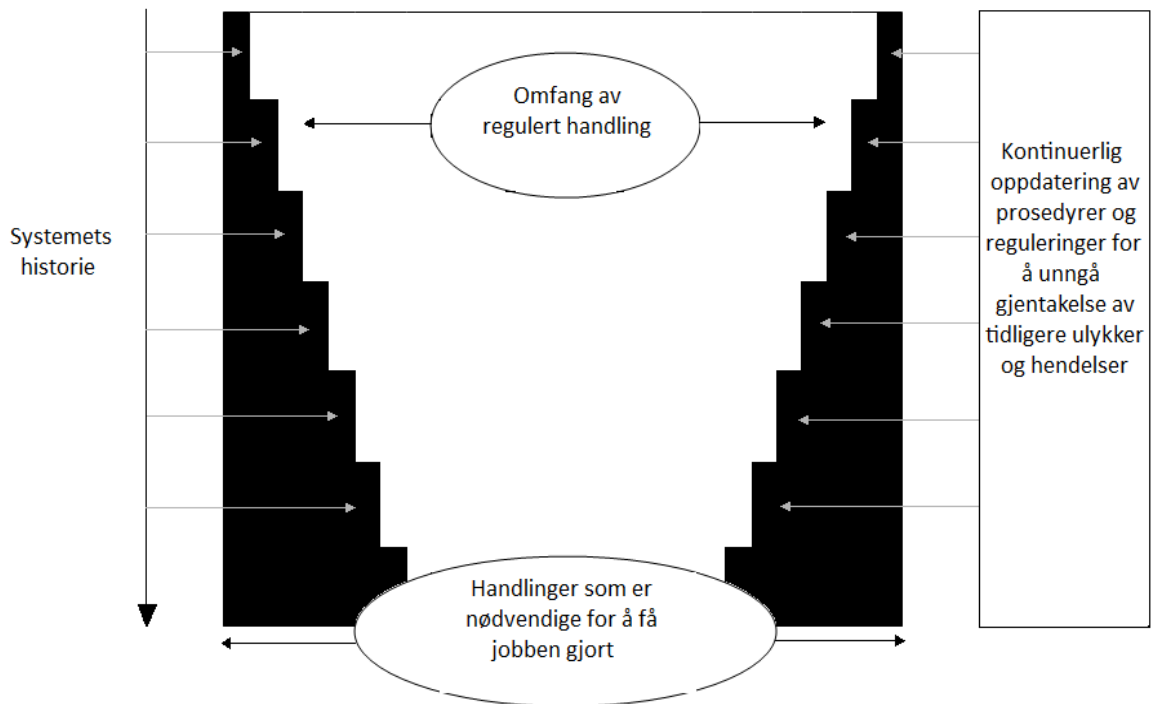 Omfang av
regulert handling
Systemets
historie
Kontinuerlig
oppdatering av
prosedyrer og
reguleringer for
å unngå
gjentakelse av
tidligere ulykker
og hendelser
Handlinger som er
nødvendige for å få
jobben gjort